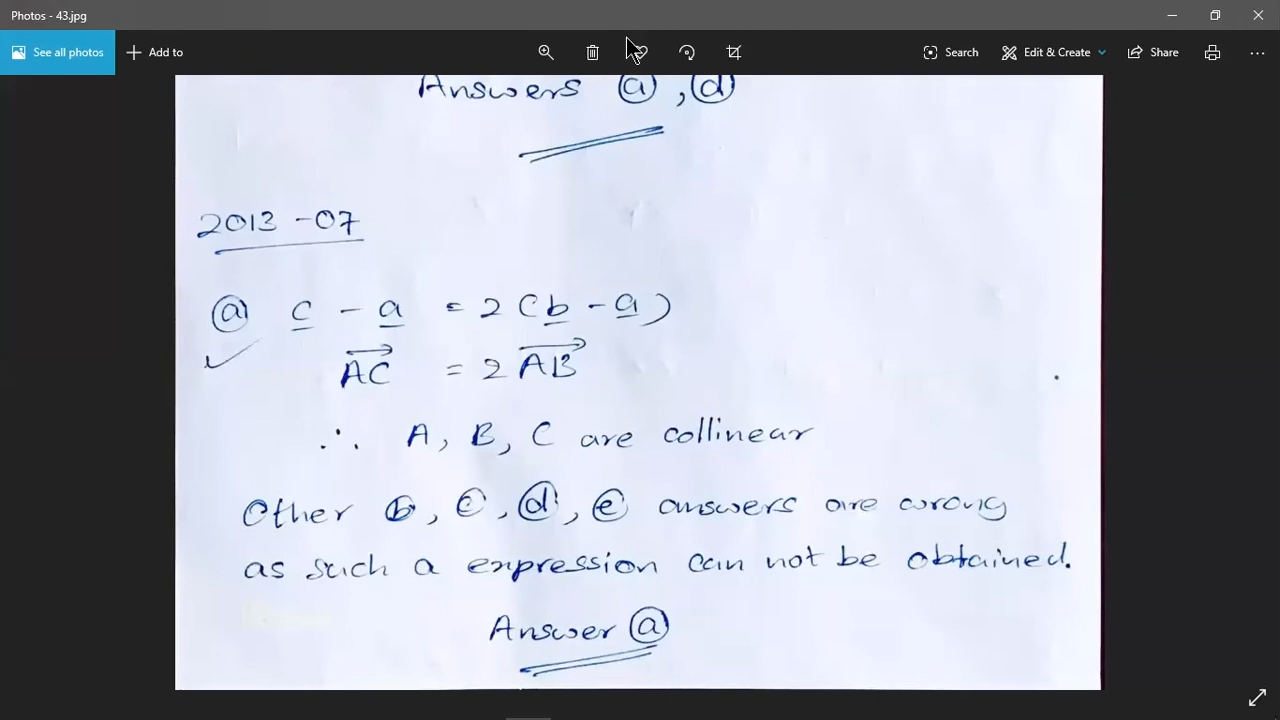 Photos - 43.jpg
See all photos
Add to
Search
Edit & Create
Share
Answers ⓐ, ⓓ
2013 -07
ⓐ c - a = 2(b - a)
AC = 2 AB
∴ A, B, C are collinear
Other ⓑ, ⓒ, ⓓ, ⓔ answers are wrong
as such a expression can not be obtained.
Answer ⓐ